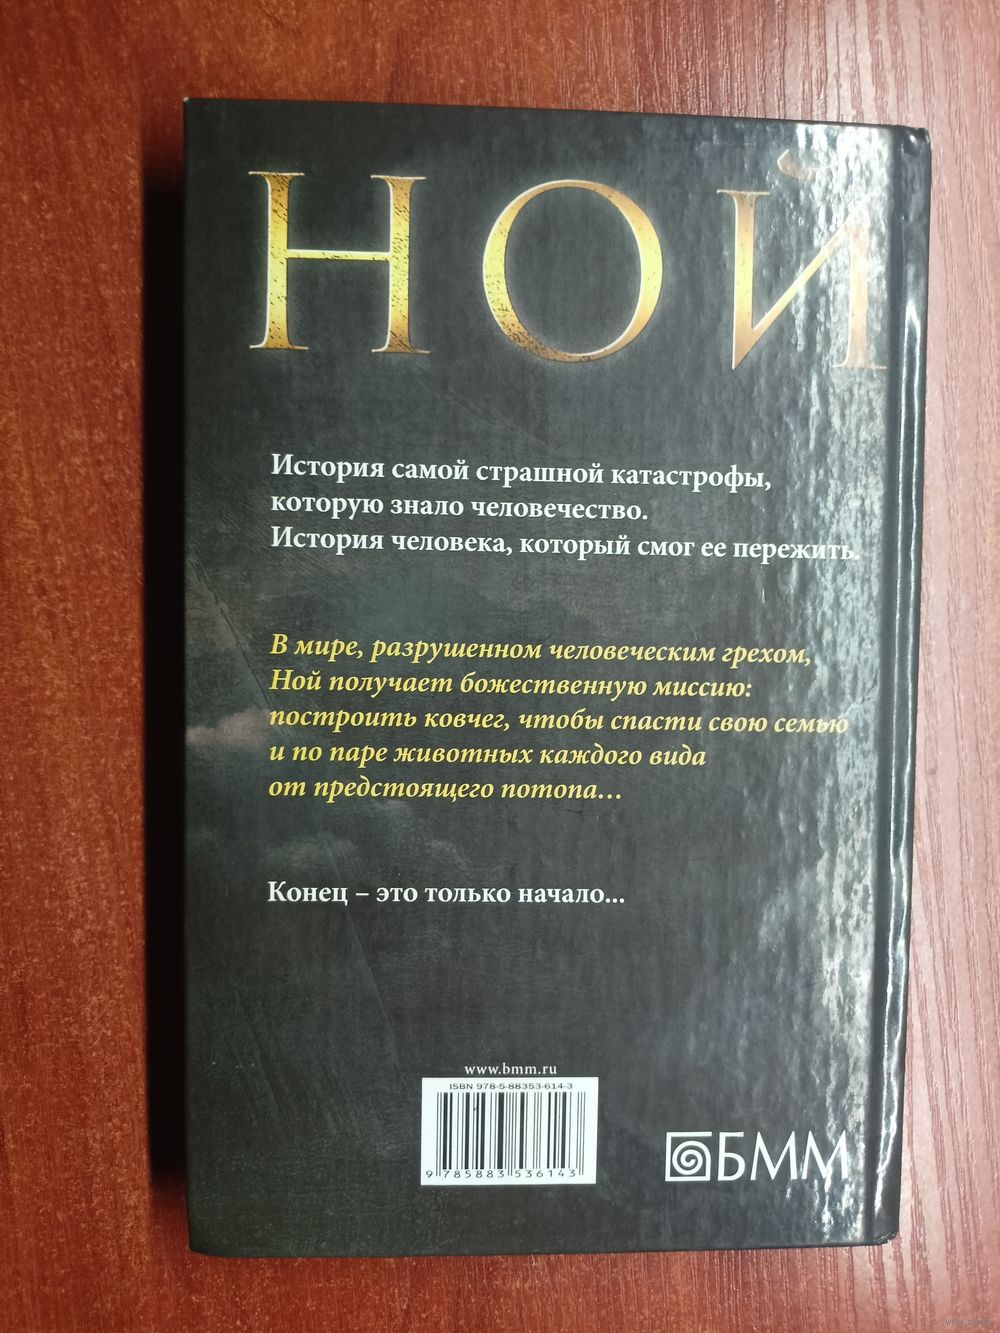 НОЙ
История самой страшной катастрофы,
которую знало человечество.
История человека, который смог ее пережить.
В мире, разрушенном человеческим грехом,
Ной получает божественную миссию:
построить ковчег, чтобы спасти свою семью
и по паре животных каждого вида
от предстоящего потопа...
Конец – это только начало...
www.bmm.ru
ISBN 978-5-88353-614-3
9 785883 536143
БММ